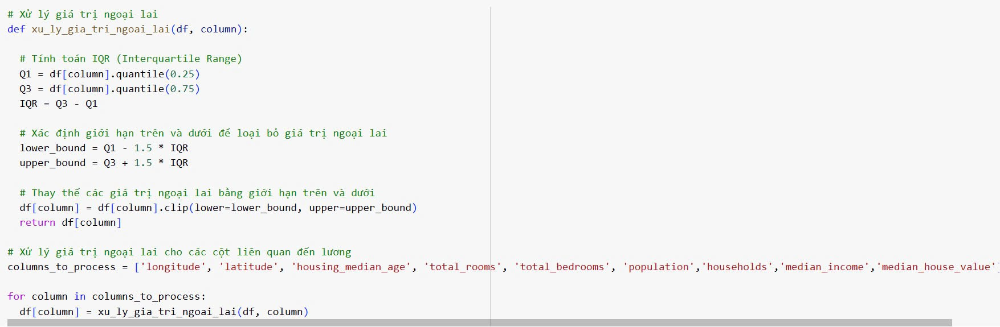 # Xử lý giá trị ngoại lai
def xu_ly_gia_tri_ngoai_lai(df, column):
# Tính toán IQR (Interquartile Range)
Q1 = df[column].quantile(0.25)
Q3 = df[column].quantile(0.75)
IQR = Q3 - Q1
# Xác định giới hạn trên và dưới để loại bỏ giá trị ngoại lai
lower_bound = Q1 - 1.5 * IQR
upper_bound = Q3 + 1.5 * IQR
# Thay thế các giá trị ngoại lai bằng giới hạn trên và dưới
df[column] = df[column].clip(lower=lower_bound, upper=upper_bound)
return df[column]
# Xử lý giá trị ngoại lai cho các cột liên quan đến lương
columns_to_process = ['longitude', 'latitude', 'housing_median_age', 'total_rooms', 'total_bedrooms', 'population','households','median_income','median_house_value']
for column in columns_to_process:
df[column] = xu_ly_gia_tri_ngoai_lai(df, column)